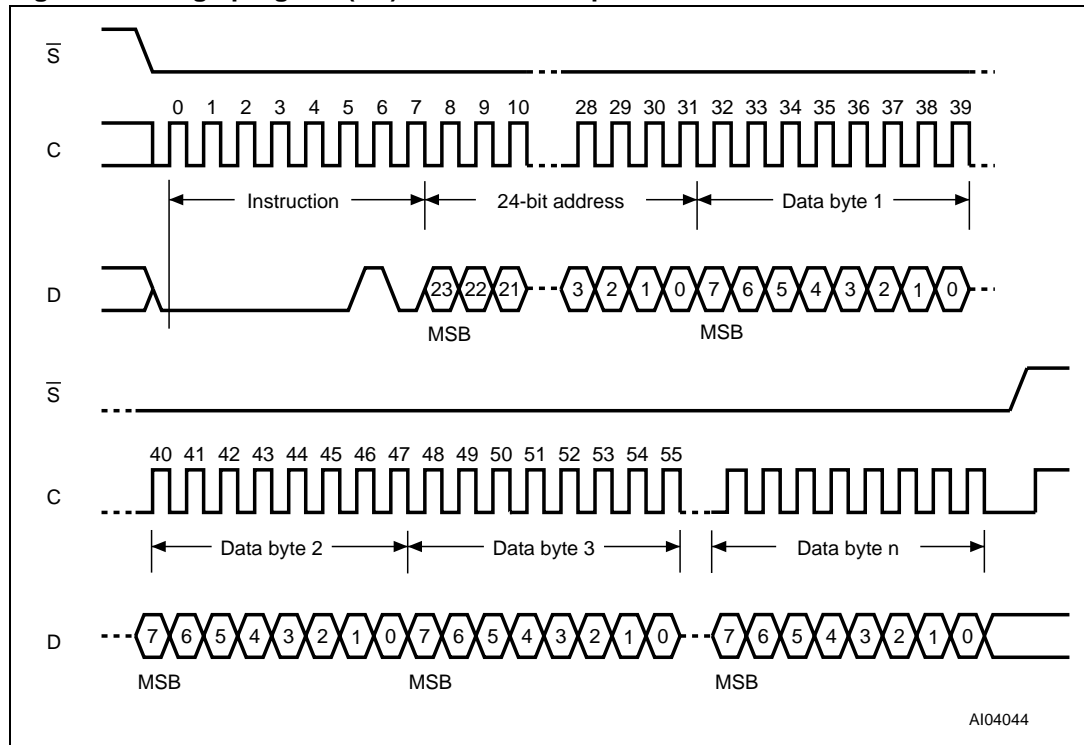 S
0 1 2 3 4 5 6 7 8 9 10 28 29 30 31 32 33 34 35 36 37 38 39
C
Instruction 24-bit address Data byte 1
D 23 22 21 3 2 1 0 7 6 5 4 3 2 1 0
MSB MSB
S
40 41 42 43 44 45 46 47 48 49 50 51 52 53 54 55
C
Data byte 2 Data byte 3 Data byte n
D 7 6 5 4 3 2 1 0 7 6 5 4 3 2 1 0 7 6 5 4 3 2 1 0
MSB MSB MSB
AI04044